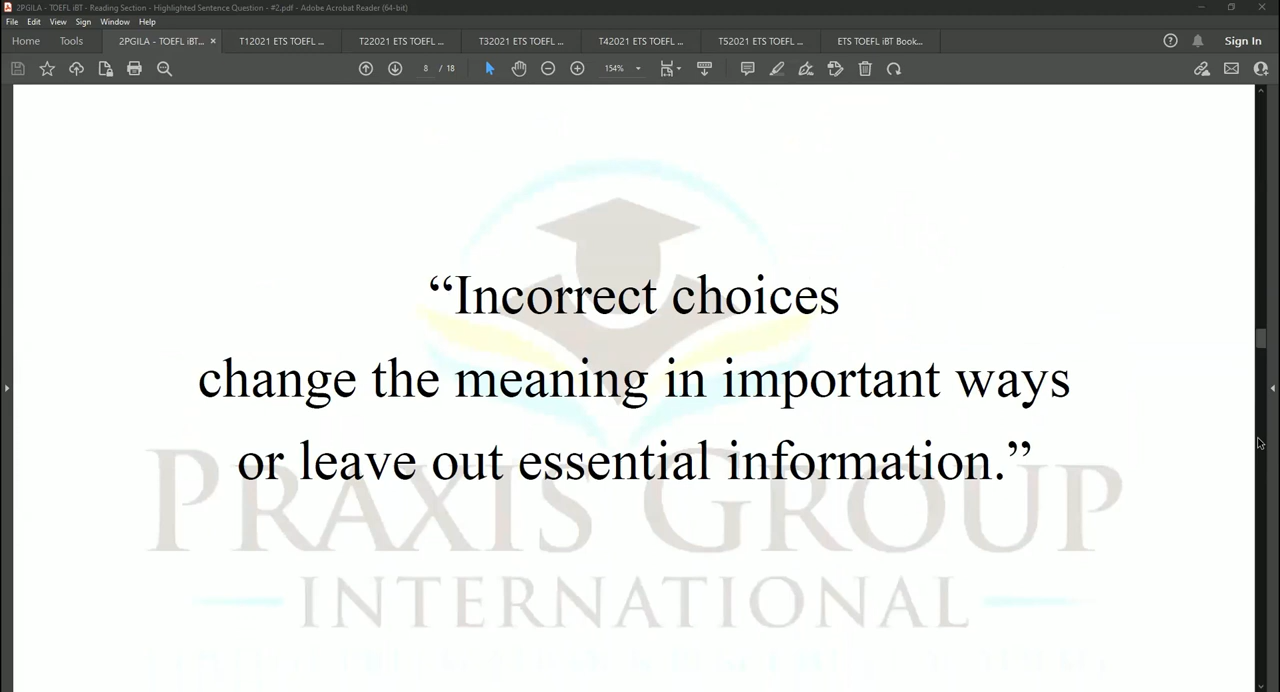 2PGILA - TOEFL iBT - Reading Section - Highlighted Sentence Question - #2.pdf - Adobe Acrobat Reader (64-bit)
File Edit View Sign Window Help
Home Tools 2PGILA - TOEFL iBT... × T12021 ETS TOEFL ... T22021 ETS TOEFL ... T32021 ETS TOEFL ... T42021 ETS TOEFL ... T52021 ETS TOEFL ... ETS TOEFL iBT Book... Sign In
8 / 18 154%
“Incorrect choices
change the meaning in important ways
or leave out essential information.”
PRAXIS GROUP
INTERNATIONAL